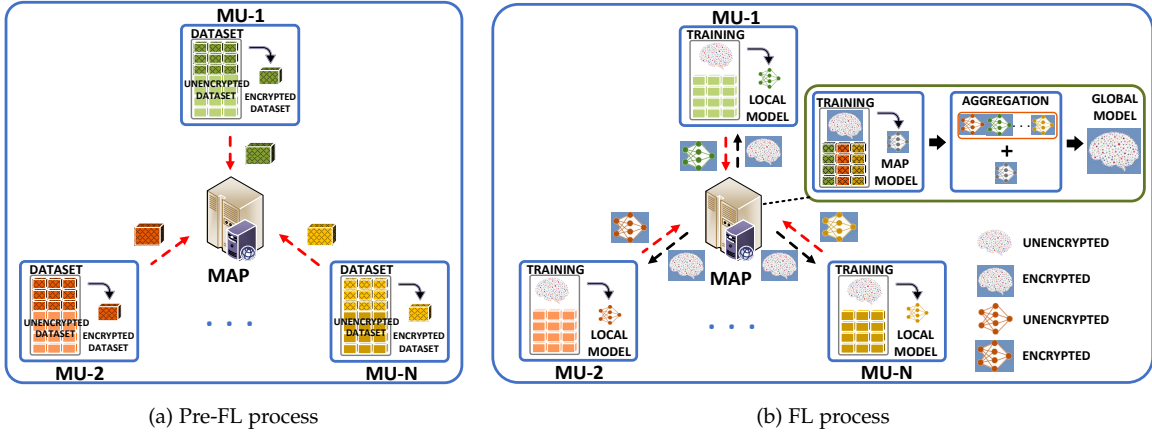 MU-1
DATASET
UNENCRYPTED
DATASET
ENCRYPTED
DATASET
MAP
DATASET
UNENCRYPTED
DATASET
ENCRYPTED
DATASET
MU-2
. . .
DATASET
UNENCRYPTED
DATASET
ENCRYPTED
DATASET
MU-N
(a) Pre-FL process
MU-1
TRAINING
LOCAL
MODEL
TRAINING
MAP
MODEL
AGGREGATION
. . .
+
GLOBAL
MODEL
MAP
TRAINING
LOCAL
MODEL
MU-2
. . .
TRAINING
LOCAL
MODEL
MU-N
UNENCRYPTED
ENCRYPTED
UNENCRYPTED
ENCRYPTED
(b) FL process